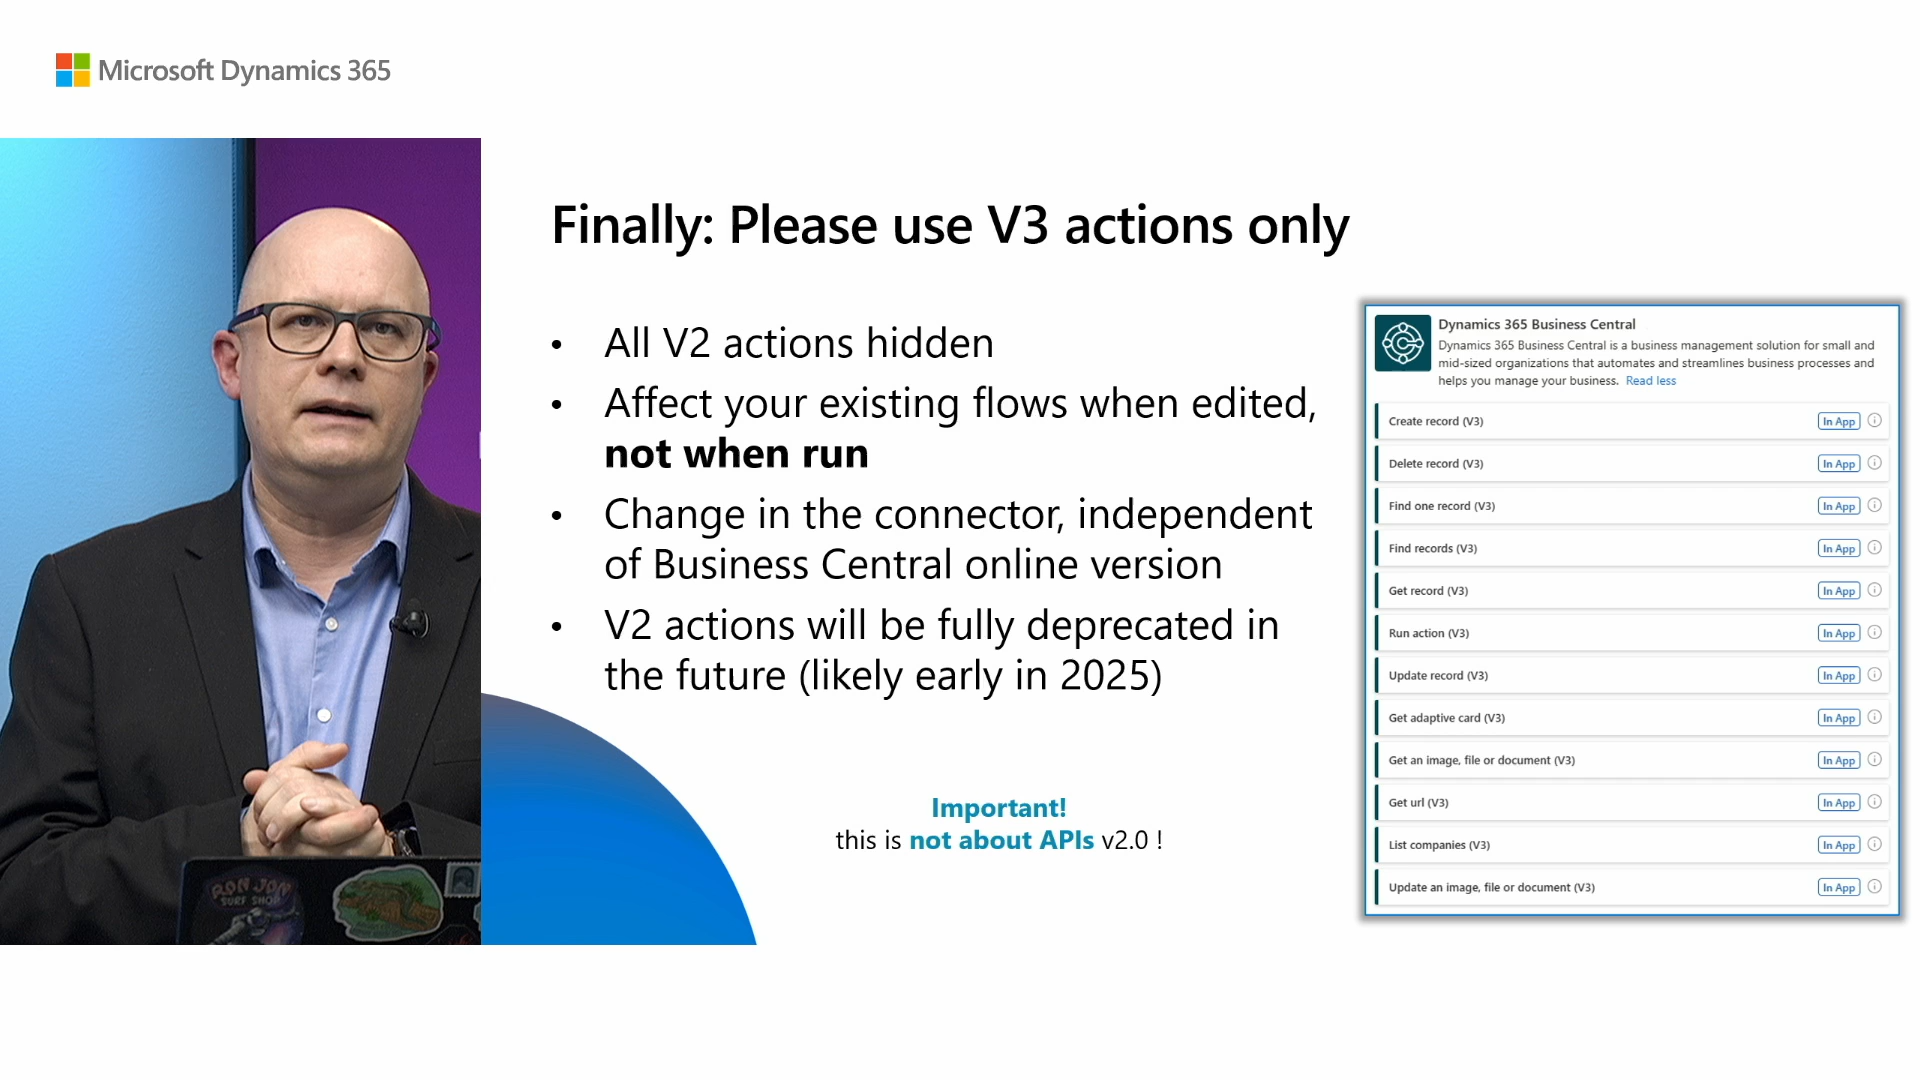 Microsoft Dynamics 365
Finally: Please use V3 actions only
• All V2 actions hidden
• Affect your existing flows when edited,
not when run
• Change in the connector, independent
of Business Central online version
• V2 actions will be fully deprecated in
the future (likely early in 2025)
Important!
this is not about APIs v2.0 !
Dynamics 365 Business Central
Dynamics 365 Business Central is a business management solution for small and
mid-sized organizations that automates and streamlines business processes and
helps you manage your business. Read less
Create record (V3) In App
Delete record (V3) In App
Find one record (V3) In App
Find records (V3) In App
Get record (V3) In App
Run action (V3) In App
Update record (V3) In App
Get adaptive card (V3) In App
Get an image, file or document (V3) In App
Get url (V3) In App
List companies (V3) In App
Update an image, file or document (V3) In App
RON JON
SURF SHOP